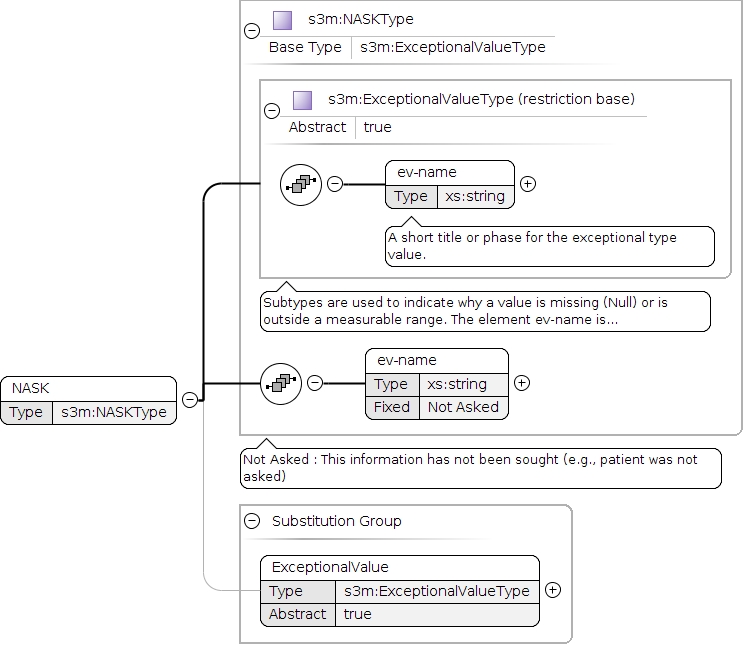 s3m:NASKType
Base Type s3m:ExceptionalValueType
s3m:ExceptionalValueType (restriction base)
Abstract true
ev-name
Type xs:string
A short title or phase for the exceptional type
value.
Subtypes are used to indicate why a value is missing (Null) or is
outside a measurable range. The element ev-name is...
ev-name
Type xs:string
Fixed Not Asked
NASK
Type s3m:NASKType
Not Asked : This information has not been sought (e.g., patient was not
asked)
Substitution Group
ExceptionalValue
Type s3m:ExceptionalValueType
Abstract true